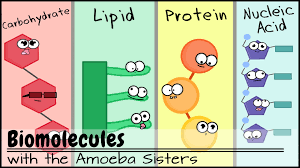 Carbohydrate
Lipid
Protein
Nucleic
Acid
Biomolecules
with the Amoeba Sisters